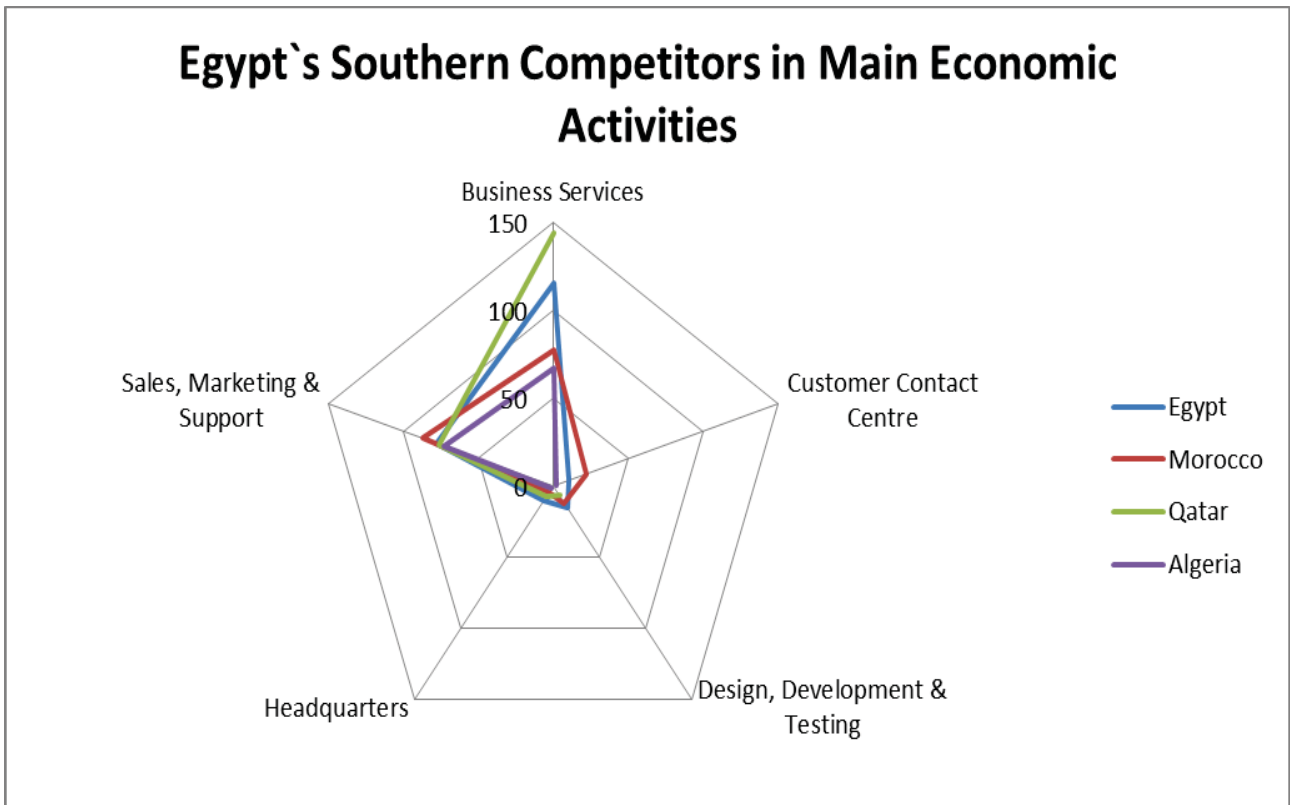 Egypt`s Southern Competitors in Main Economic
Activities
Business Services
150
100
50
0
Sales, Marketing &
Support
Customer Contact
Centre
Headquarters
Design, Development &
Testing
Egypt
Morocco
Qatar
Algeria